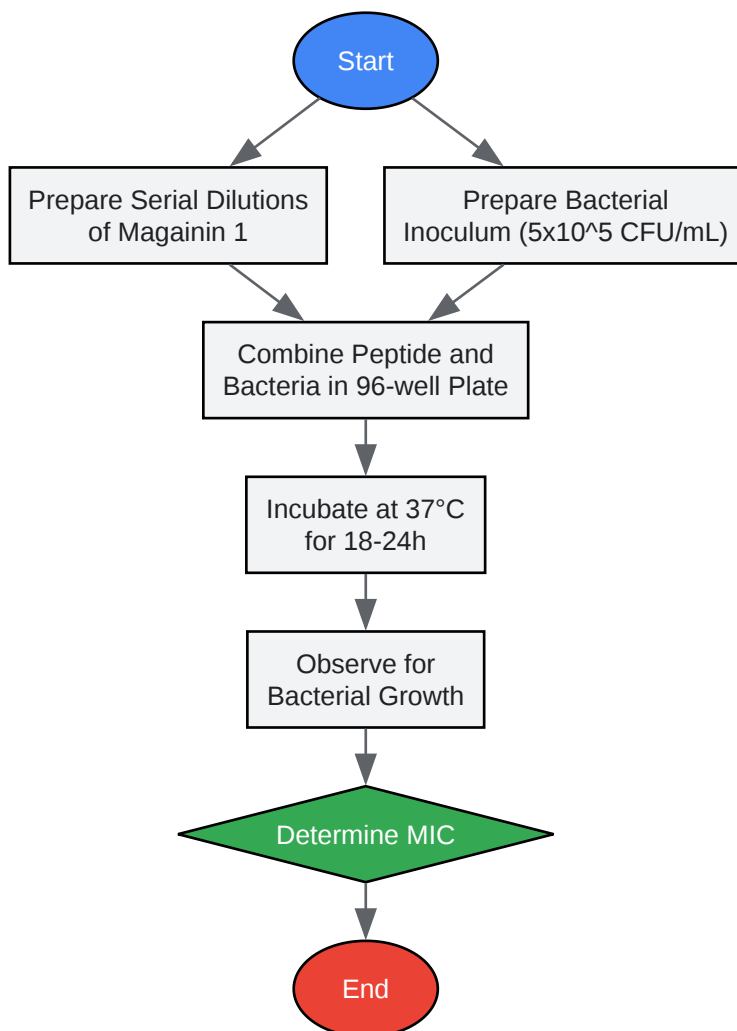 Start
Prepare Serial Dilutions
of Magainin 1
Prepare Bacterial
Inoculum (5x10^5 CFU/mL)
Combine Peptide and
Bacteria in 96-well Plate
Incubate at 37°C
for 18-24h
Observe for
Bacterial Growth
Determine MIC
End